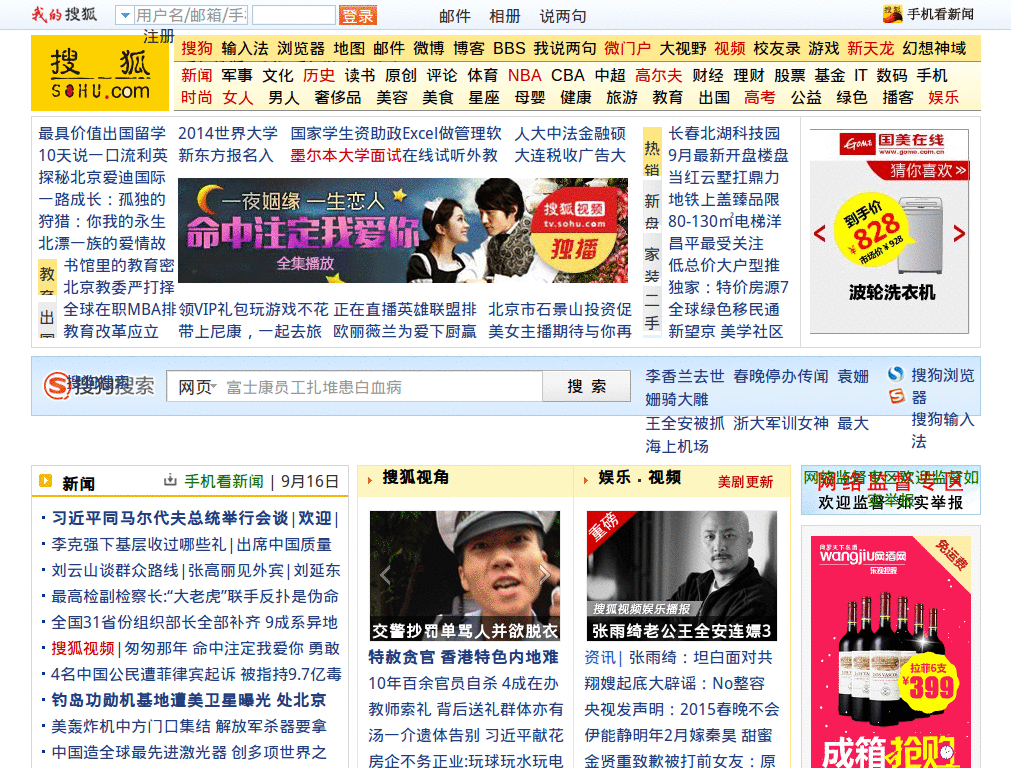 我的搜狐 用户名/邮箱/手 登录 邮件 相册 说两句 手机看新闻
注册
搜狐 SOHU.com
搜狗 输入法 浏览器 地图 邮件 微博 博客 BBS 我说两句 微门户 大视野 视频 校友录 游戏 新天龙 幻想神域
新闻 军事 文化 历史 读书 原创 评论 体育 NBA CBA 中超 高尔夫 财经 理财 股票 基金 IT 数码 手机
时尚 女人 男人 奢侈品 美容 美食 星座 母婴 健康 旅游 教育 出国 高考 公益 绿色 播客 娱乐
最具价值出国留学
10天说一口流利英
探秘北京爱迪国际
一路成长：孤独的
狩猎：你我的永生
北漂一族的爱情故
教育
书馆里的教育密
北京教委严打择
出国
全球在职MBA排
教育改革应立
2014世界大学 国家学生资助政Excel做管理软 人大中法金融硕
新东方报名入 墨尔本大学面试在线试听外教 大连税收广告大
一夜姻缘 一生恋人
命中注定我爱你
全集播放
搜狐视频
tv.sohu.com
独播
领VIP礼包玩游戏不花 正在直播英雄联盟排 北京市石景山投资促
带上尼康，一起去旅 欧丽薇兰为爱下厨赢 美女主播期待与你再
热销
新盘
家装
二手
长春北湖科技园
9月最新开盘楼盘
当红云墅扛鼎力
地铁上盖臻品限
80-130㎡电梯洋
昌平最受关注
低总价大户型推
独家：特价房源7
全球绿色移民通
新望京 美学社区
GOME 国美在线
www.gome.com.cn
猜你喜欢
到手价
￥828
市场价￥928
波轮洗衣机
搜狗搜索 网页 富士康员工扎堆患白血病 搜 索
李香兰去世 春晚停办传闻 袁姗
姗骑大雕
王全安被抓 浙大军训女神 最大
海上机场
搜狗浏览
器
搜狗输入
法
新闻 手机看新闻 | 9月16日
习近平同马尔代夫总统举行会谈|欢迎|
李克强下基层收过哪些礼|出席中国质量
刘云山谈群众路线|张高丽见外宾|刘延东
最高检副检察长:“大老虎”联手反扑是伪命
全国31省份组织部长全部补齐 9成系异地
搜狐视频|匆匆那年 命中注定我爱你 勇敢
4名中国公民遭菲律宾起诉 被指持9.7亿毒
钓岛功勋机基地遭美卫星曝光 处北京
美轰炸机中方门口集结 解放军杀器要拿
中国造全球最先进激光器 创多项世界之
搜狐视角
交警抄罚单骂人并欲脱衣
特赦贪官 香港特色内地难
10年百余官员自杀 4成在办
教师索礼 背后送礼群体亦有
汤一介遗体告别 习近平献花
房企不务正业:玩球玩水玩电
娱乐 . 视频 美剧更新
重磅
搜狐视频娱乐播报
张雨绮老公王全安连嫖3
资讯| 张雨绮：坦白面对共
翔嫂起底大辟谣：No整容
央视发声明：2015春晚不会
伊能静明年2月嫁秦昊 甜蜜
金贤重致歉被打前女友：原
网络监督专区
欢迎监督 如实举报
免运费
网罗天下名酒
wangjiu网酒网
乐视控股
拉菲6支
￥399
成箱抢购